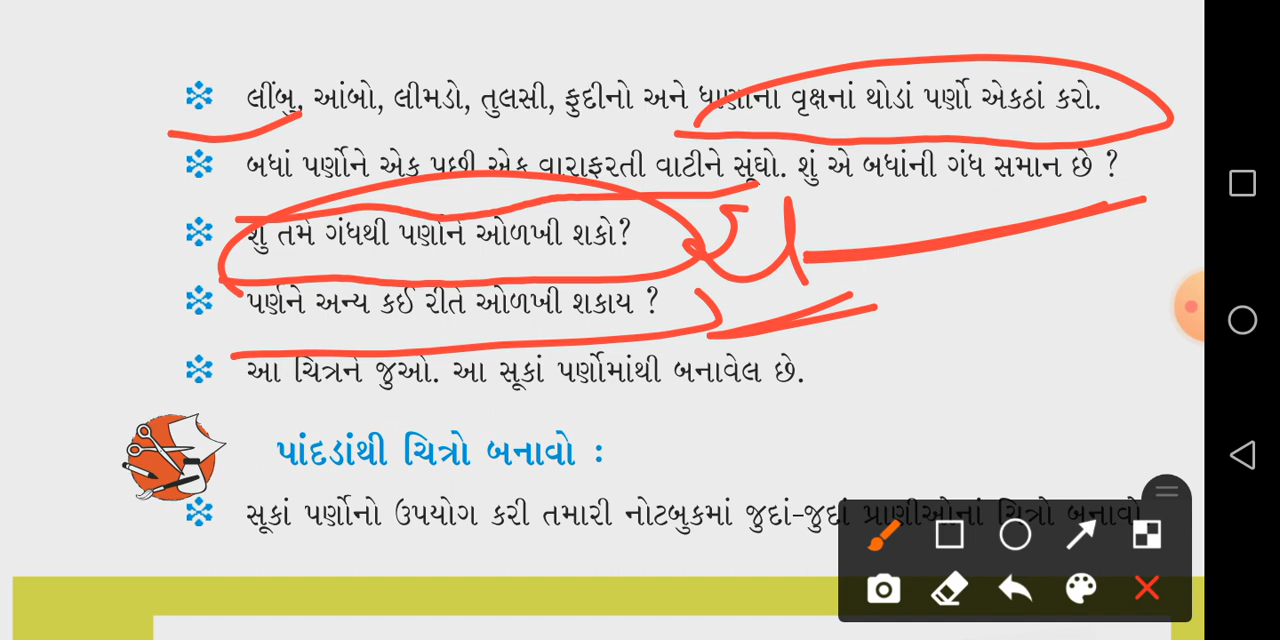 લીંબુ, આંબો, લીમડો, તુલસી, ફુદીનો અને ધાણાના વૃક્ષનાં થોડાં પર્ણો એકઠાં કરો.
બધાં પર્ણોને એક પછી એક વારાફરતી વાટીને સૂંઘો. શું એ બધાંની ગંધ સમાન છે ?
શું તમે ગંધથી પર્ણોને ઓળખી શકો?
હા
પર્ણને અન્ય કઈ રીતે ઓળખી શકાય ?
આ ચિત્રને જુઓ. આ સૂકાં પર્ણોમાંથી બનાવેલ છે.
પાંદડાંથી ચિત્રો બનાવો :
સૂકાં પર્ણોનો ઉપયોગ કરી તમારી નોટબુકમાં જુદાં-જુદાં પ્રાણીઓનાં ચિત્રો બનાવો